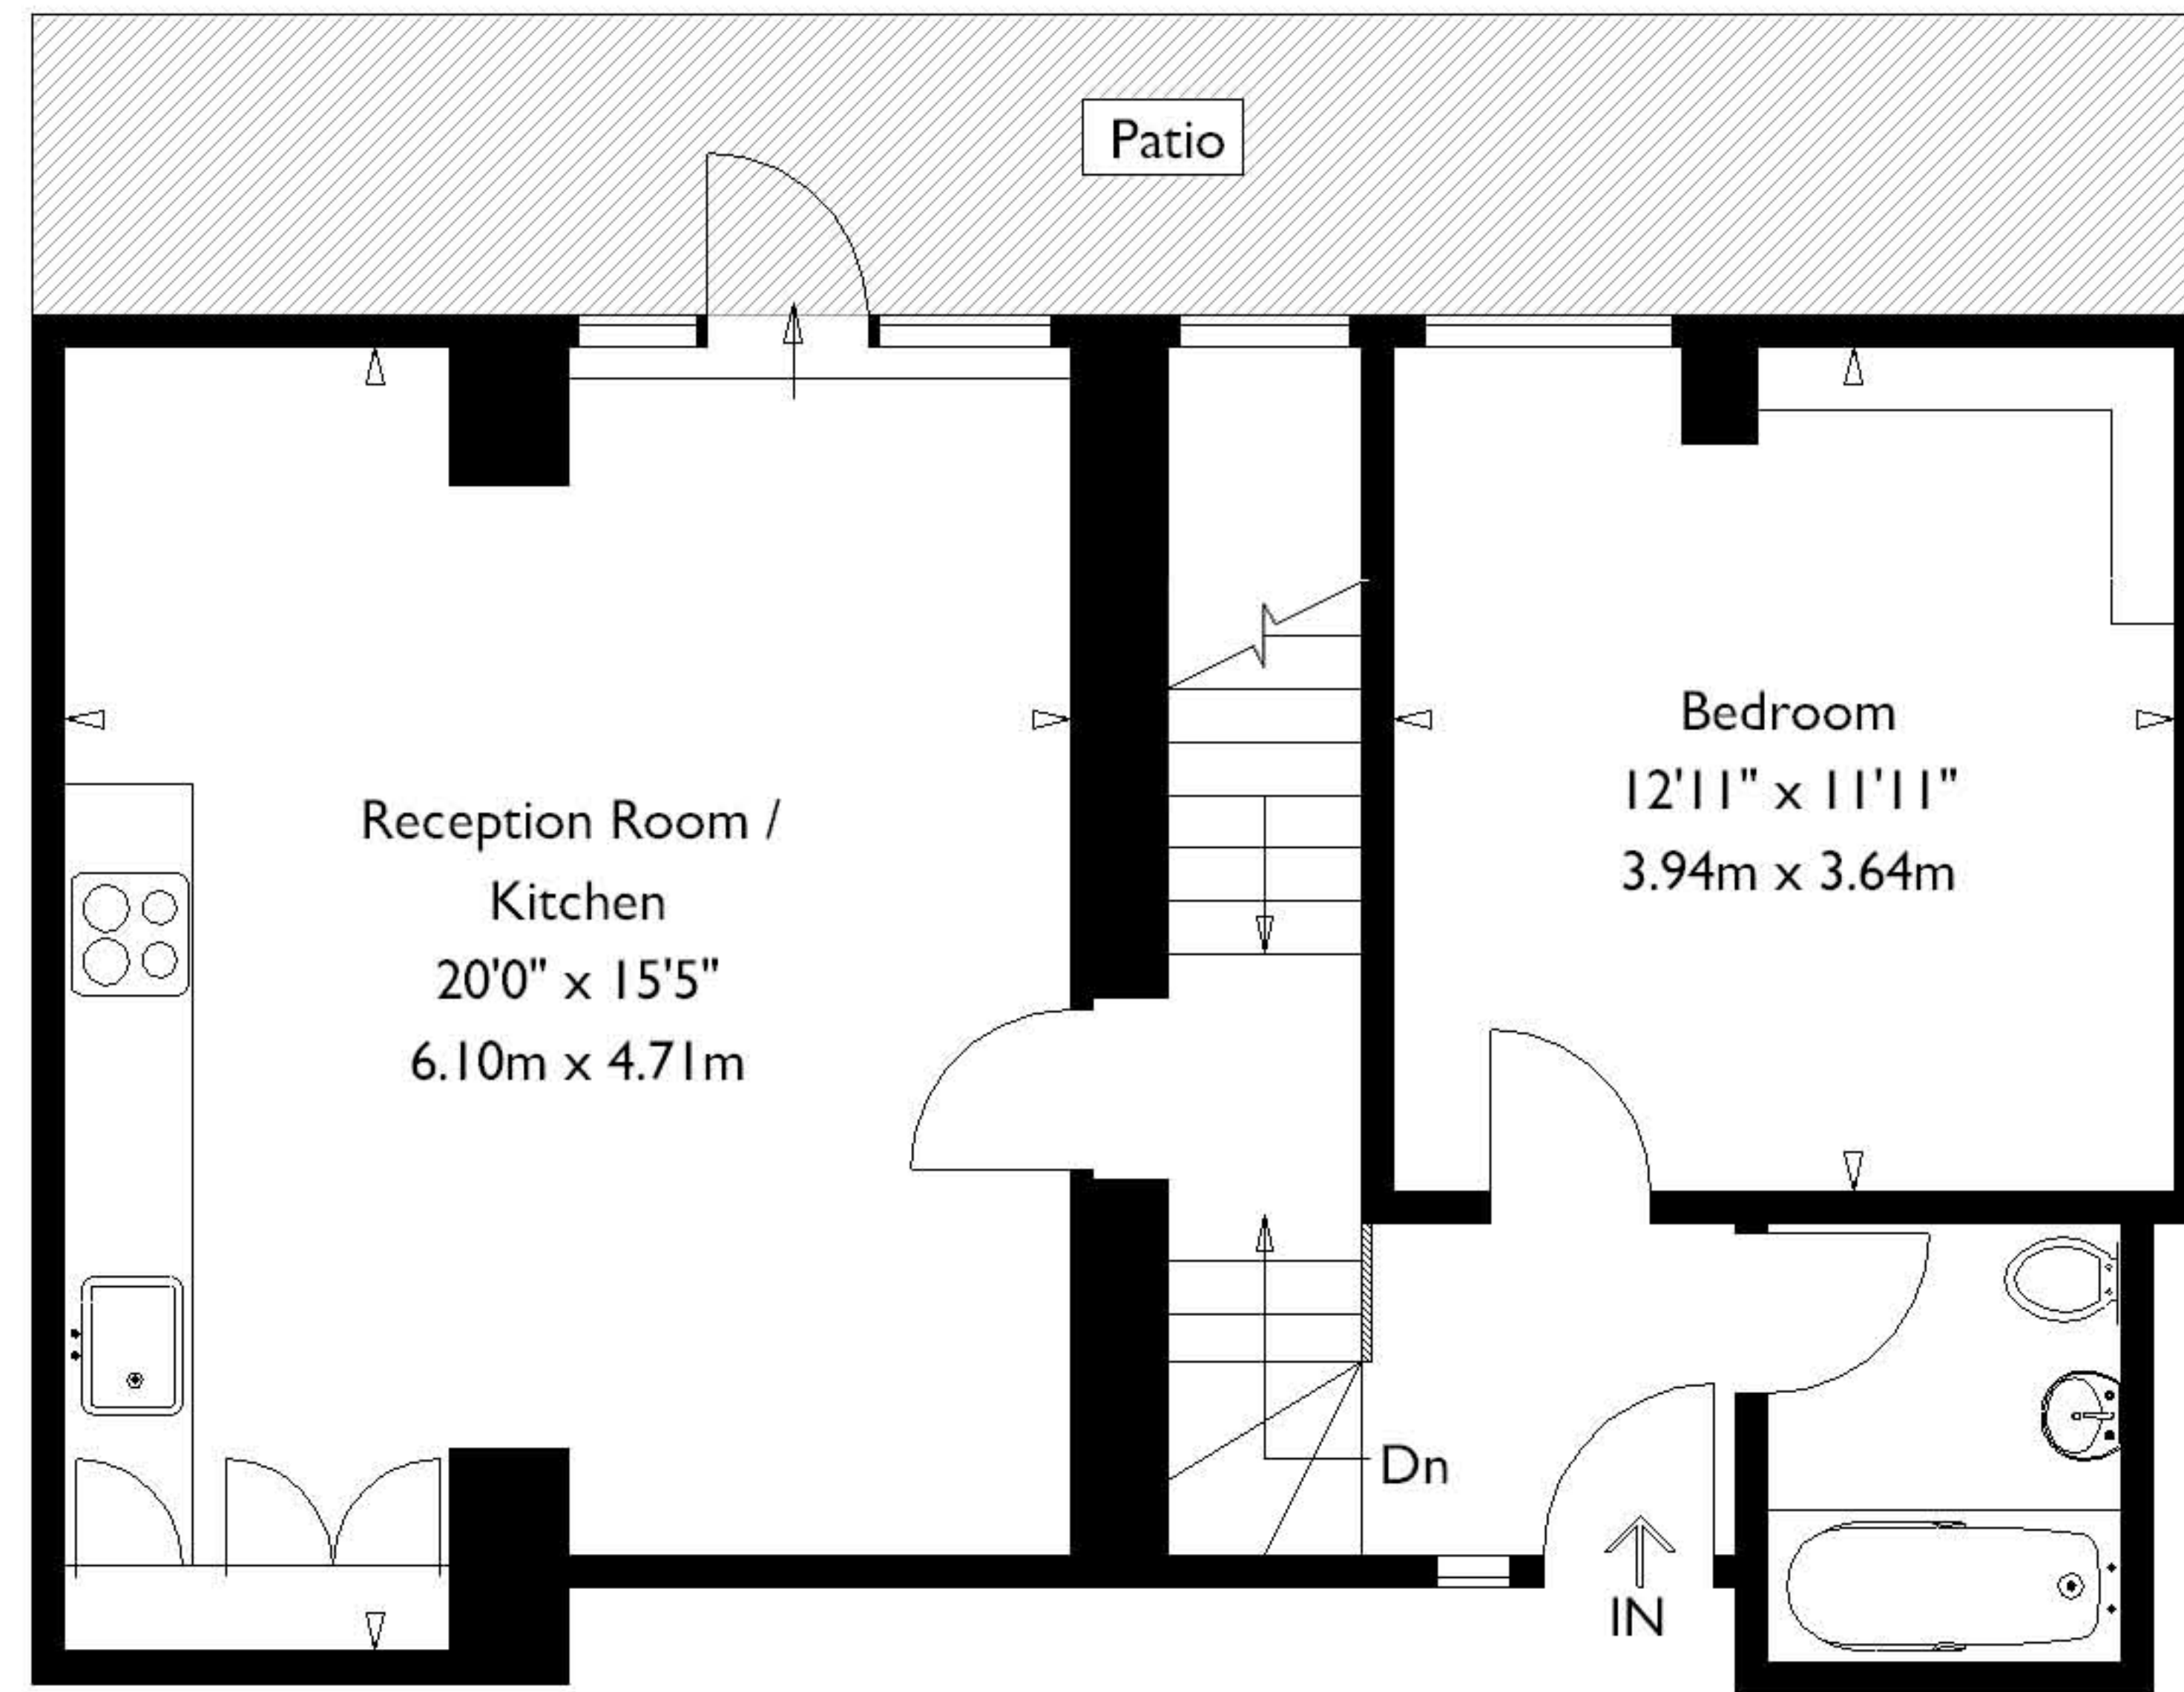 Patio
Reception Room /
Kitchen
20'0" x 15'5"
6.10m x 4.71m
Bedroom
12'11" x 11'11"
3.94m x 3.64m
Dn
IN